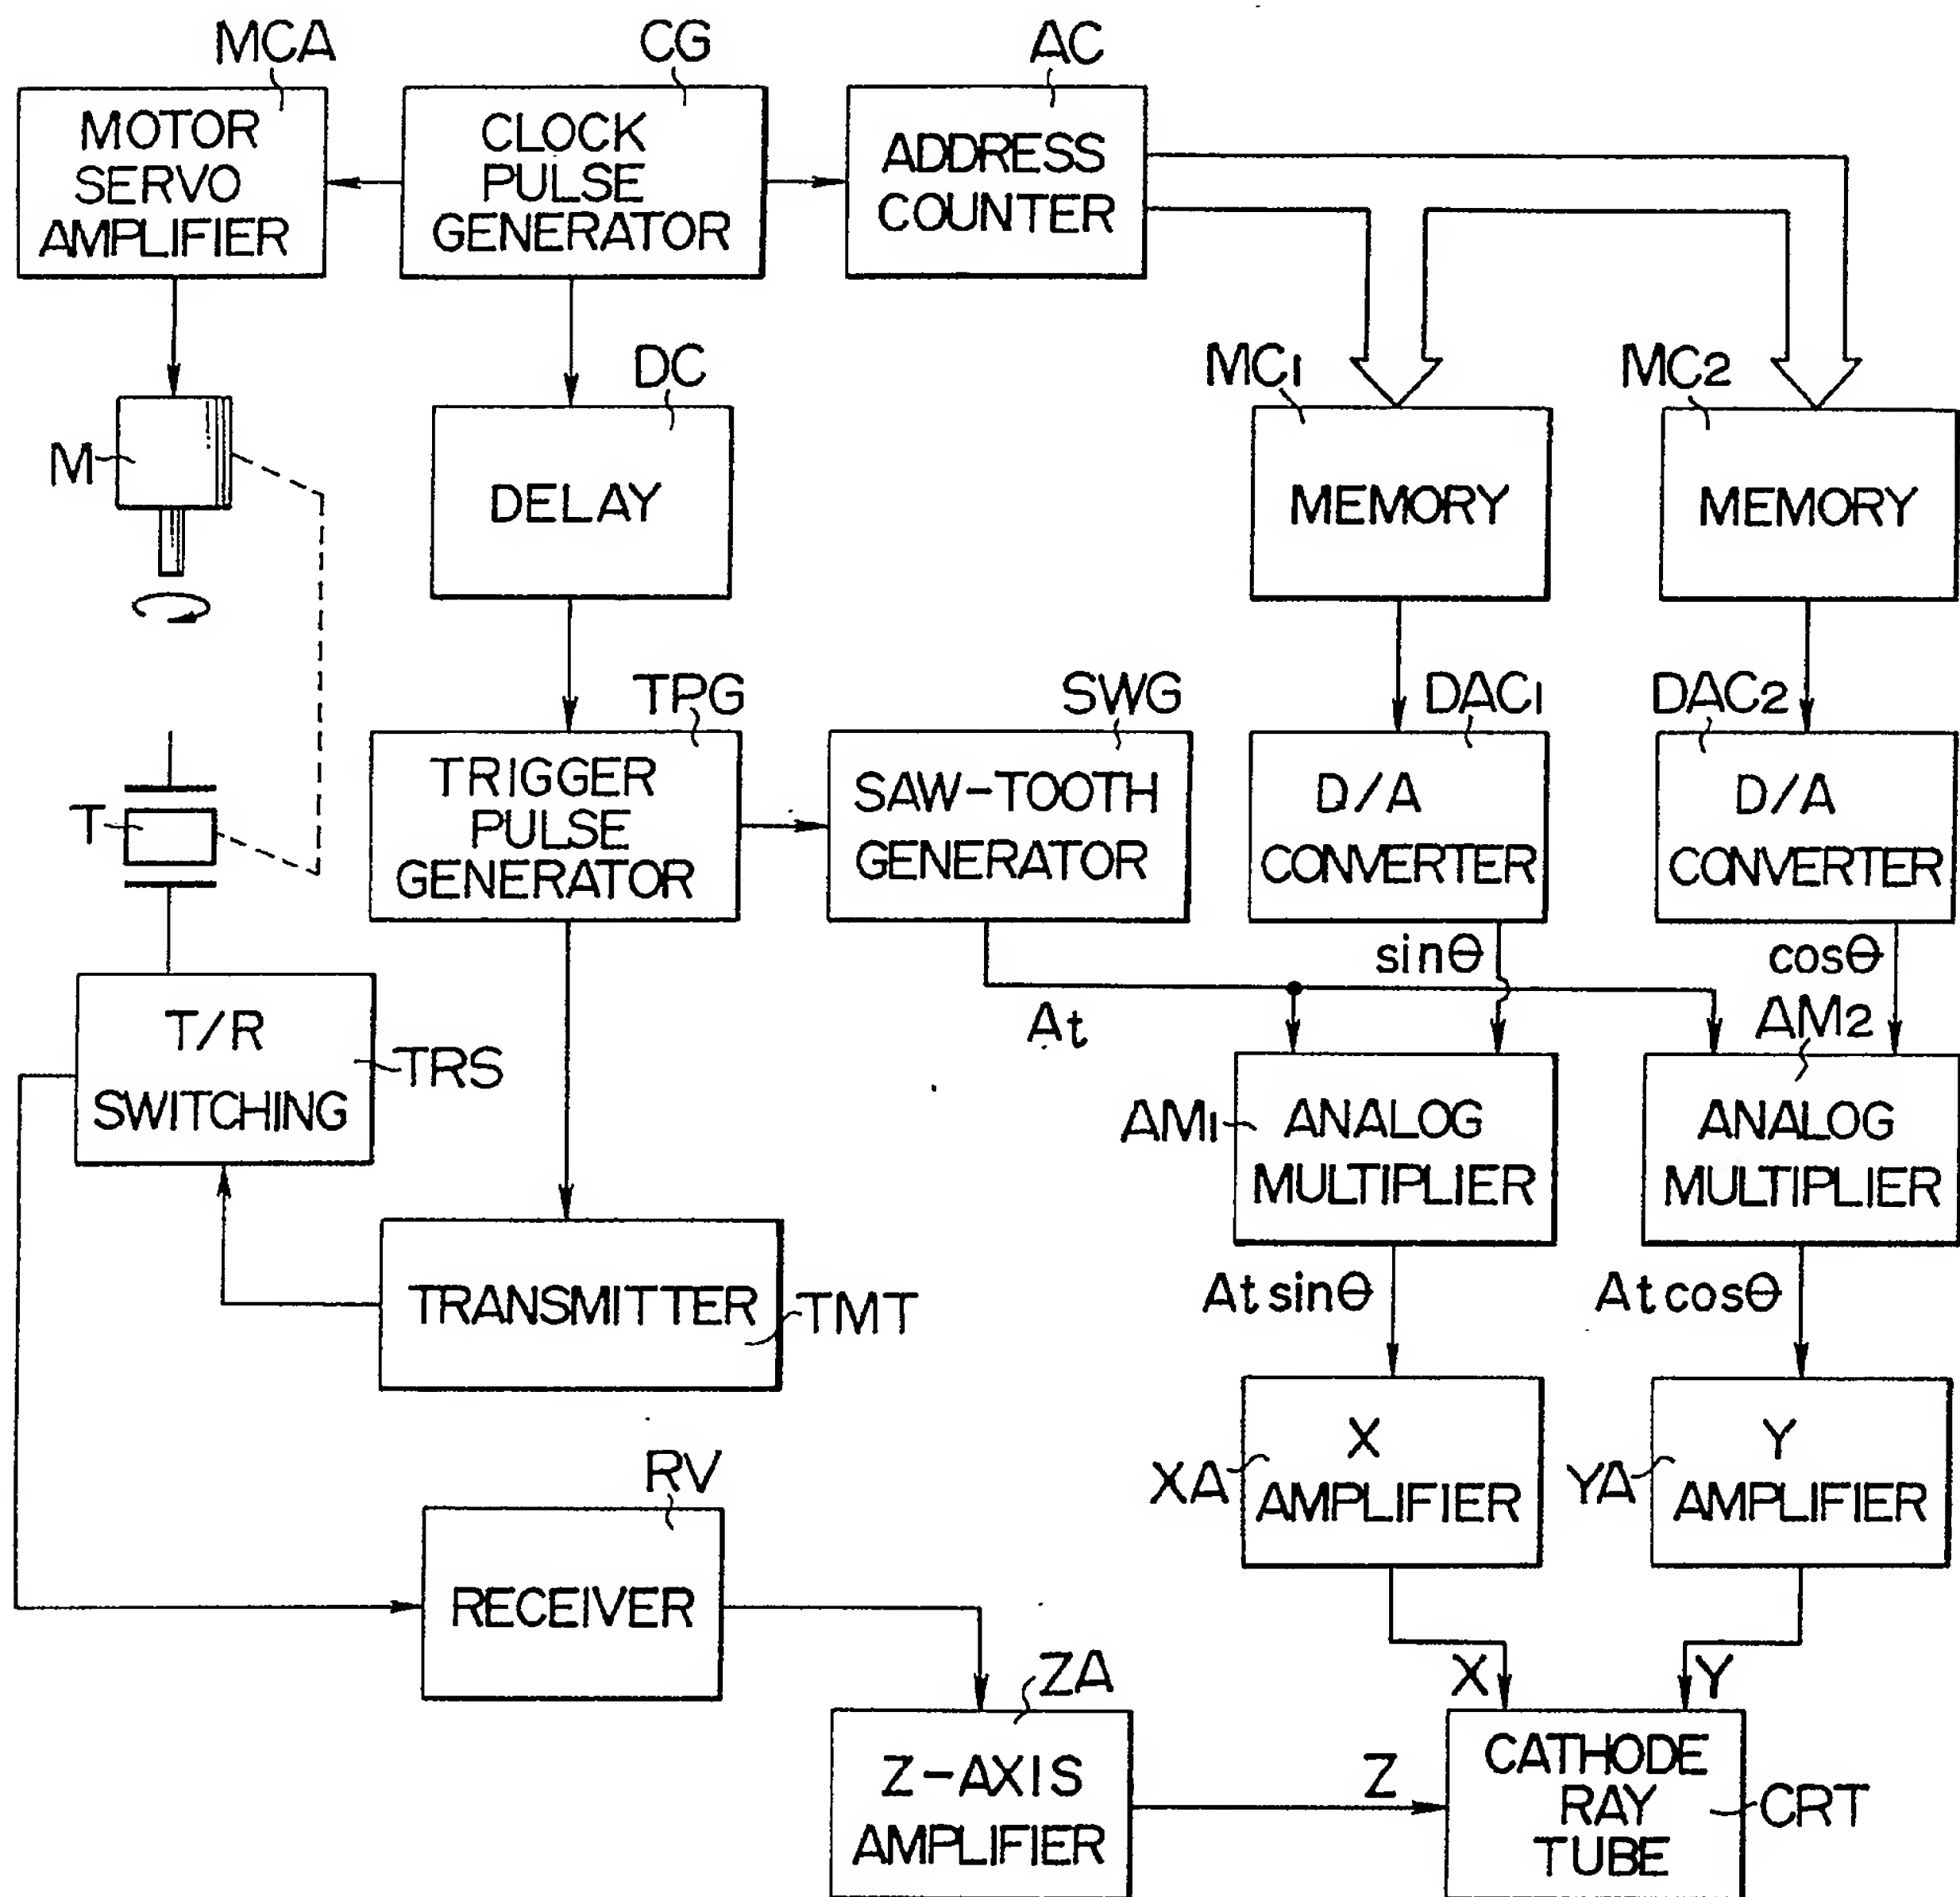 MCA
CG
AC
MOTOR
SERVO
AMPLIFIER
CLOCK
PULSE
GENERATOR
ADDRESS
COUNTER
DC
MC1
MC2
M
DELAY
MEMORY
MEMORY
TPG
SWG
DAC1
DAC2
T
TRIGGER
PULSE
GENERATOR
SAW-TOOTH
GENERATOR
D/A
CONVERTER
D/A
CONVERTER
sinθ
cosθ
At
AM2
T/R
SWITCHING
TRS
AM1
ANALOG
MULTIPLIER
ANALOG
MULTIPLIER
TRANSMITTER
TMT
At sinθ
At cosθ
RV
XA
X
AMPLIFIER
YA
Y
AMPLIFIER
RECEIVER
ZA
X
Y
Z-AXIS
AMPLIFIER
Z
CATHODE
RAY
TUBE
CRT